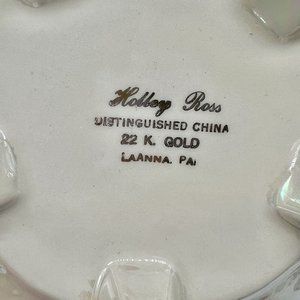 Holley Ross
DISTINGUISHED CHINA
22 K. GOLD
LAANNA, PA.